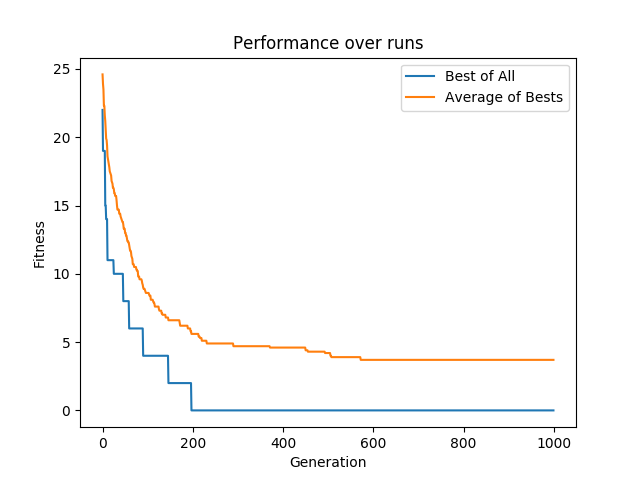 Performance over runs
Best of All
Average of Bests
25
20
15
10
5
0
Fitness
0
200
400
600
800
1000
Generation